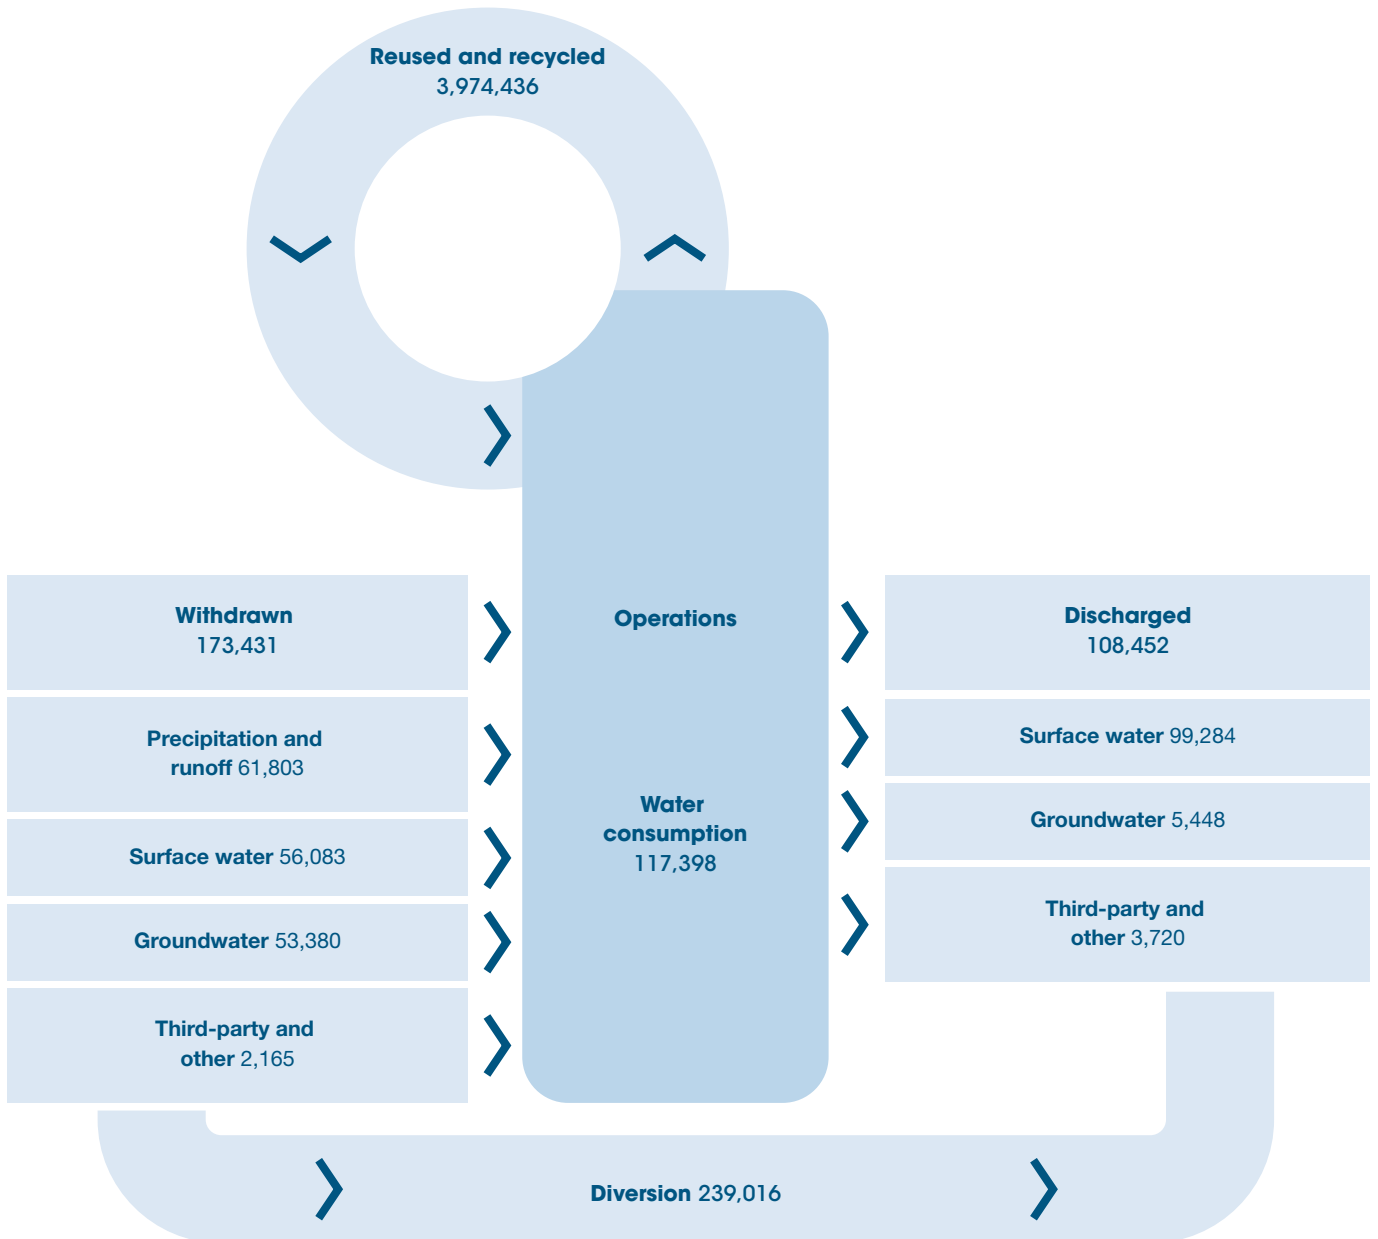 Reused and recycled
3,974,436
Withdrawn
173,431
Precipitation and
runoff 61,803
Surface water 56,083
Groundwater 53,380
Third-party and
other 2,165
Operations
Water
consumption
117,398
Discharged
108,452
Surface water 99,284
Groundwater 5,448
Third-party and
other 3,720
Diversion 239,016